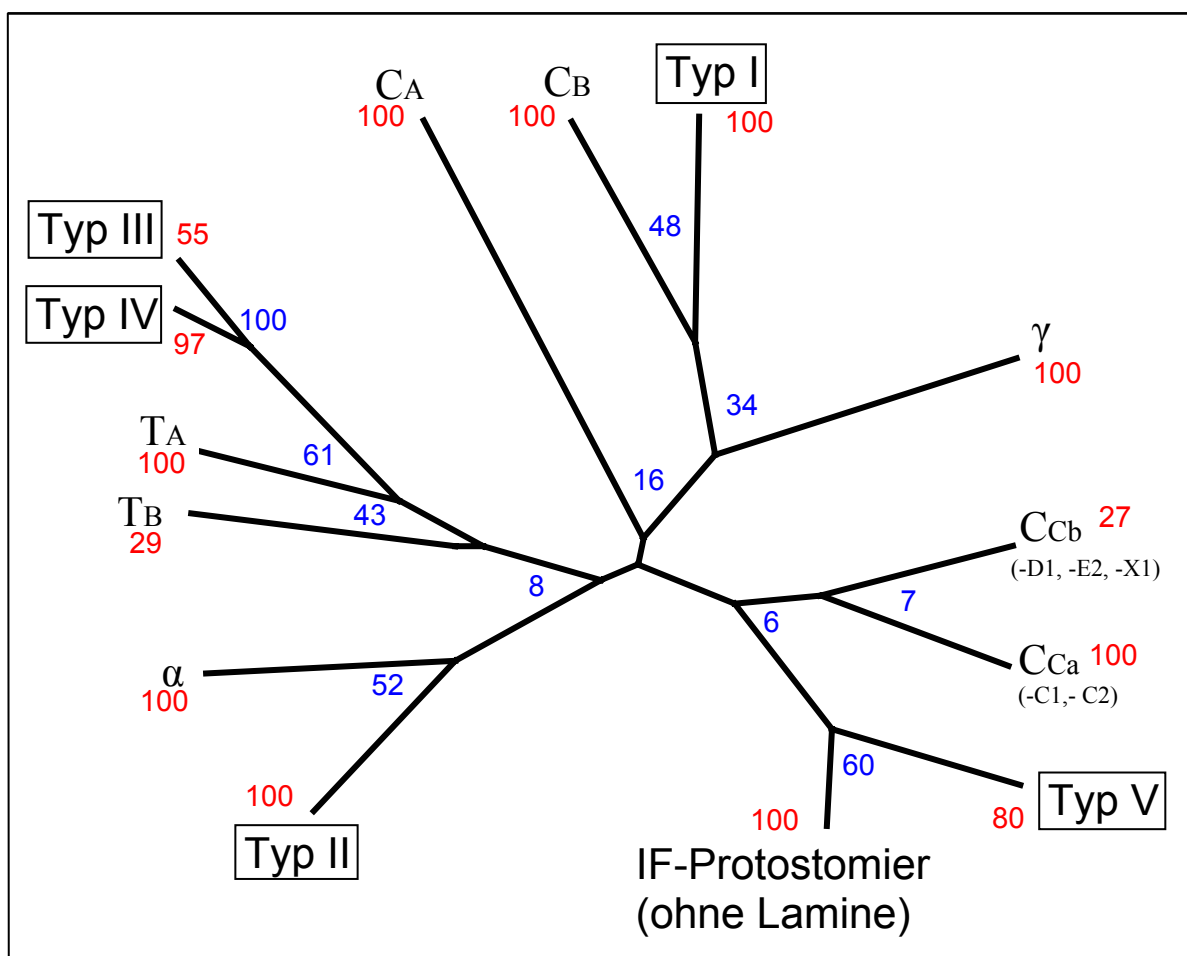 CA
100
CB
100
Typ I
100
48
Typ III
55
Typ IV
97
100
γ
100
34
TA
100
61
TB
29
43
16
CCb 27
(-D1, -E2, -X1)
8
7
6
CCa 100
(-C1,- C2)
α
100
52
60
100
Typ II
100
80
Typ V
IF-Protostomier
(ohne Lamine)